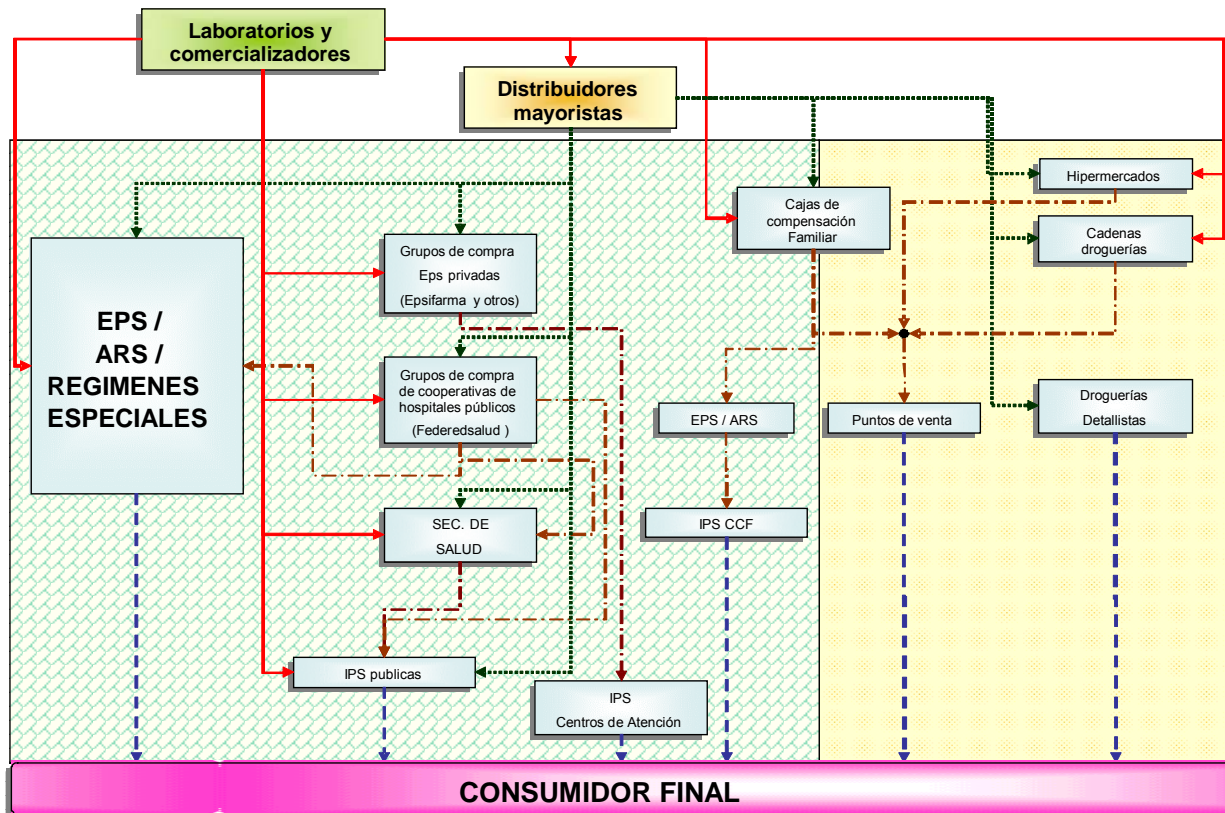 Laboratorios y
comercializadores
Distribuidores
mayoristas
Hipermercados
Cajas de
compensación
Familiar
Cadenas
droguerías
Grupos de compra
Eps privadas
(Epsifarma y otros)
EPS /
ARS /
REGIMENES
ESPECIALES
Grupos de compra
de cooperativas de
hospitales públicos
(Federedsalud )
EPS / ARS
Puntos de venta
Droguerías
Detallistas
SEC. DE
SALUD
IPS CCF
IPS publicas
IPS
Centros de Atención
CONSUMIDOR FINAL